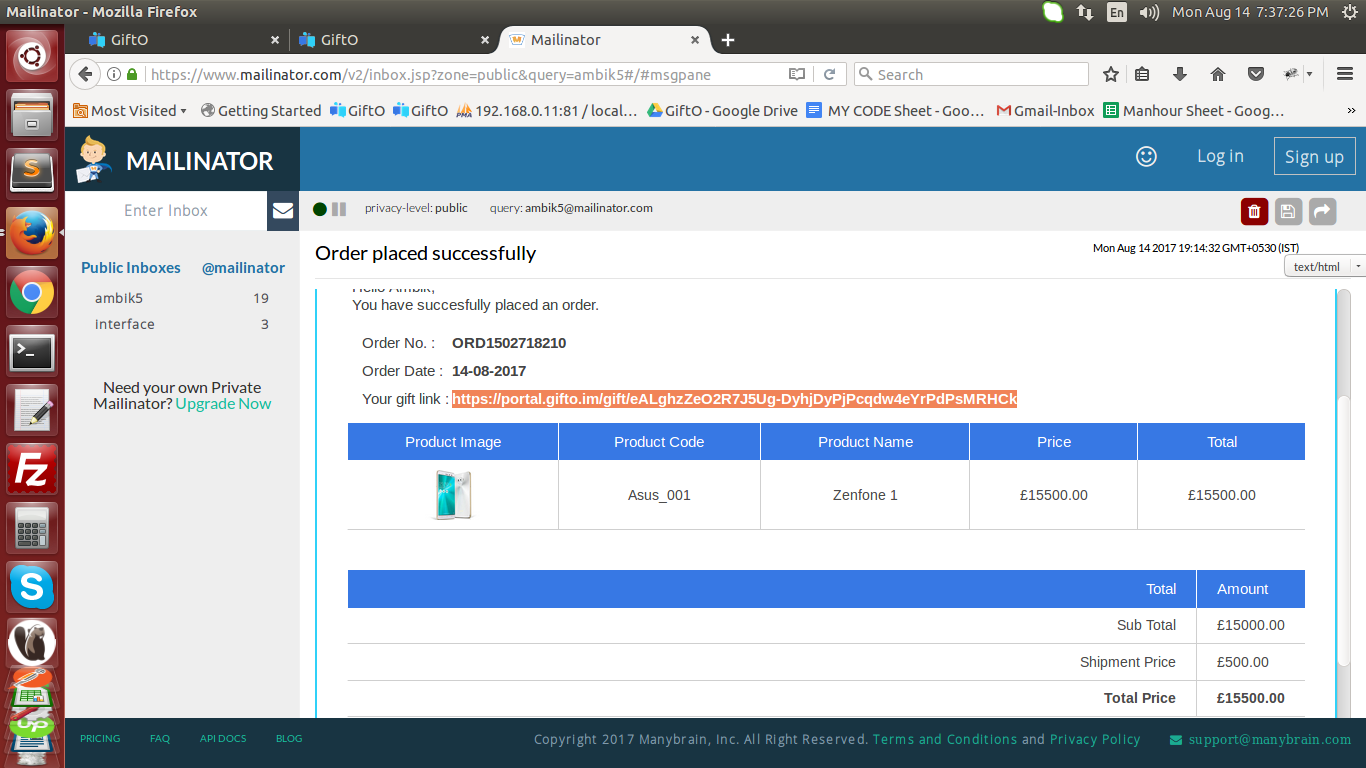 Mailinator - Mozilla Firefox
En
Mon Aug 14 7:37:26 PM
GiftO
GiftO
Mailinator
https://www.mailinator.com/v2/inbox.jsp?zone=public&query=ambik5#/#msgpane
Search
Most Visited
Getting Started
GiftO
GiftO
PMA
192.168.0.11:81 / local...
GiftO - Google Drive
MY CODE Sheet - Goo...
Gmail-Inbox
Manhour Sheet - Goog...
»
MAILINATOR
Log in
Sign up
Enter Inbox
privacy-level: public
query: ambik5@mailinator.com
Public Inboxes
@mailinator
ambik5 19
interface 3
Need your own Private
Mailinator? Upgrade Now
Order placed successfully
Mon Aug 14 2017 19:14:32 GMT+0530 (IST)
text/html
Hello Ambik,
You have succesfully placed an order.
Order No. : ORD1502718210
Order Date : 14-08-2017
Your gift link : https://portal.gifto.im/gift/eALghzZeO2R7J5Ug-DyhjDyPjPcqdw4eYrPdPsMRHCk
Product Image Product Code Product Name Price Total
Asus_001 Zenfone 1 £15500.00 £15500.00
Total Amount
Sub Total £15000.00
Shipment Price £500.00
Total Price £15500.00
PRICING FAQ API DOCS BLOG
Copyright 2017 Manybrain, Inc. All Right Reserved. Terms and Conditions and Privacy Policy
support@manybrain.com
S
Fz
S
up